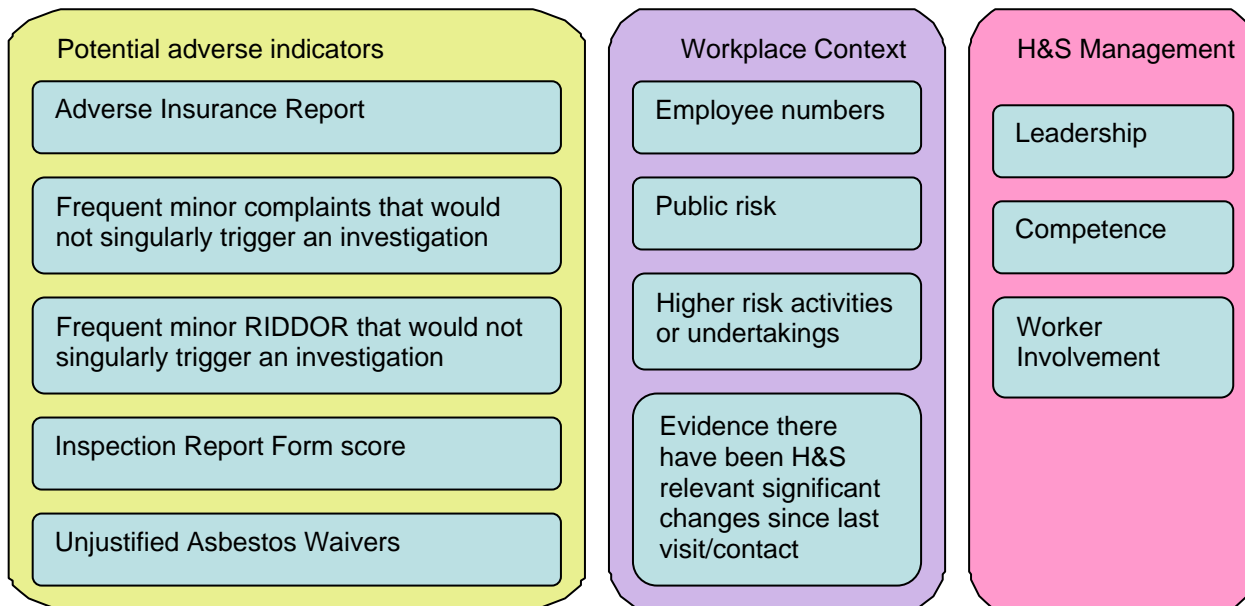 Potential adverse indicators
Adverse Insurance Report
Frequent minor complaints that would
not singularly trigger an investigation
Frequent minor RIDDOR that would not
singularly trigger an investigation
Inspection Report Form score
Unjustified Asbestos Waivers
Workplace Context
Employee numbers
Public risk
Higher risk activities
or undertakings
Evidence there
have been H&S
relevant significant
changes since last
visit/contact
H&S Management
Leadership
Competence
Worker
Involvement